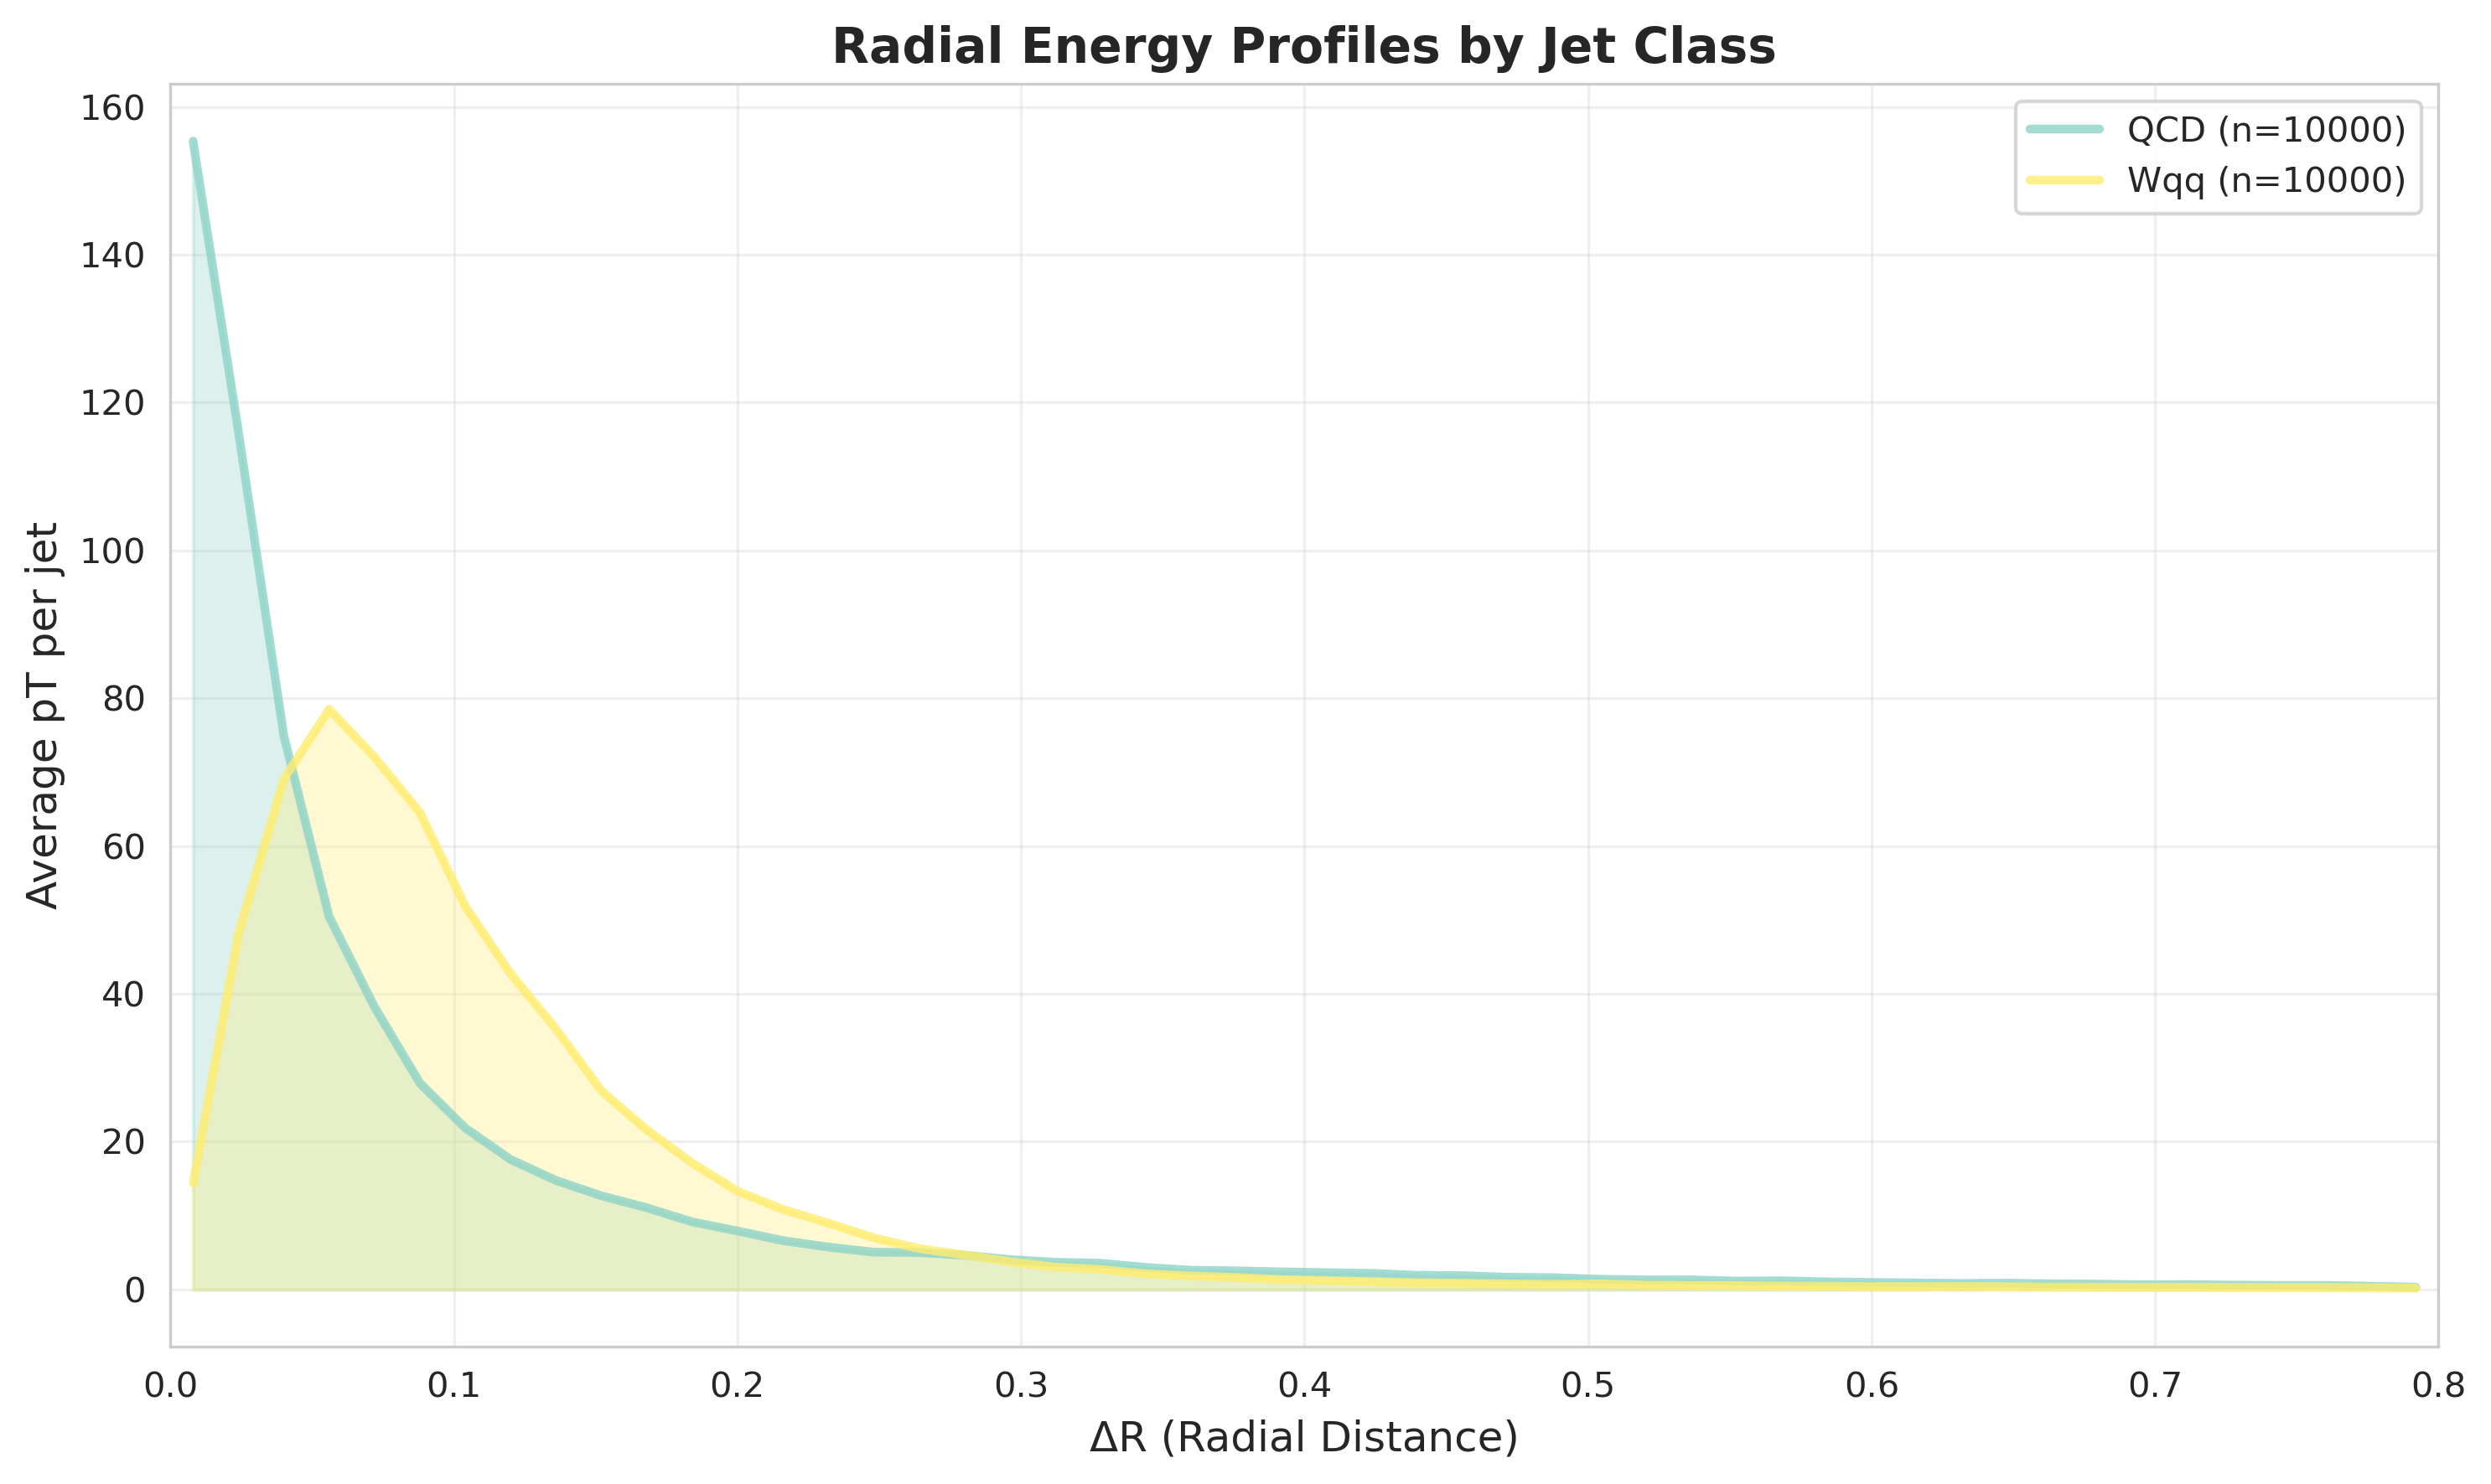 Radial Energy Profiles by Jet Class
QCD (n=10000)
Wqq (n=10000)
Average pT per jet
160
140
120
100
80
60
40
20
0
0.0 0.1 0.2 0.3 0.4 0.5 0.6 0.7 0.8
ΔR (Radial Distance)